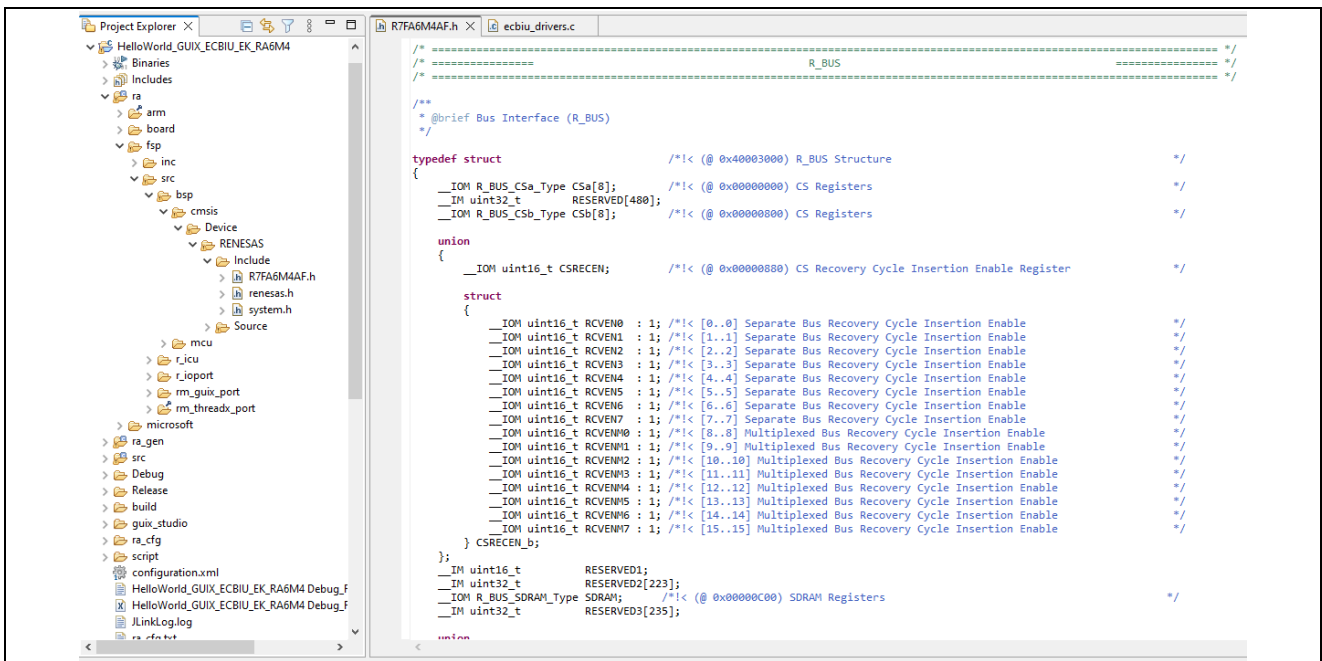 Project Explorer
HelloWorld_GUIX_ECBIU_EK_RA6M4
Binaries
Includes
ra
arm
board
fsp
inc
src
bsp
cmsis
Device
RENESAS
Include
R7FA6M4AF.h
renesas.h
system.h
Source
mcu
r_icu
r_ioport
rm_guix_port
rm_threadx_port
microsoft
ra_gen
src
Debug
Release
build
guix_studio
ra_cfg
script
configuration.xml
HelloWorld_GUIX_ECBIU_EK_RA6M4 Debug_F
HelloWorld_GUIX_ECBIU_EK_RA6M4 Debug_F
JLinkLog.log
ra_cfg.txt
R7FA6M4AF.h ecbiu_drivers.c
/* =========================================================================================================================== */
/* ================ R_BUS ================ */
/* =========================================================================================================================== */
/**
* @brief Bus Interface (R_BUS)
*/
typedef struct /*!< (@ 0x40003000) R_BUS Structure */
{
__IOM R_BUS_CSa_Type CSa[8]; /*!< (@ 0x00000000) CS Registers */
__IM uint32_t RESERVED[480];
__IOM R_BUS_CSb_Type CSb[8]; /*!< (@ 0x00000800) CS Registers */
union
{
__IOM uint16_t CSRECEN; /*!< (@ 0x00000880) CS Recovery Cycle Insertion Enable Register */
struct
{
__IOM uint16_t RCVEN0 : 1; /*!< [0..0] Separate Bus Recovery Cycle Insertion Enable */
__IOM uint16_t RCVEN1 : 1; /*!< [1..1] Separate Bus Recovery Cycle Insertion Enable */
__IOM uint16_t RCVEN2 : 1; /*!< [2..2] Separate Bus Recovery Cycle Insertion Enable */
__IOM uint16_t RCVEN3 : 1; /*!< [3..3] Separate Bus Recovery Cycle Insertion Enable */
__IOM uint16_t RCVEN4 : 1; /*!< [4..4] Separate Bus Recovery Cycle Insertion Enable */
__IOM uint16_t RCVEN5 : 1; /*!< [5..5] Separate Bus Recovery Cycle Insertion Enable */
__IOM uint16_t RCVEN6 : 1; /*!< [6..6] Separate Bus Recovery Cycle Insertion Enable */
__IOM uint16_t RCVEN7 : 1; /*!< [7..7] Separate Bus Recovery Cycle Insertion Enable */
__IOM uint16_t RCVENM0 : 1; /*!< [8..8] Multiplexed Bus Recovery Cycle Insertion Enable */
__IOM uint16_t RCVENM1 : 1; /*!< [9..9] Multiplexed Bus Recovery Cycle Insertion Enable */
__IOM uint16_t RCVENM2 : 1; /*!< [10..10] Multiplexed Bus Recovery Cycle Insertion Enable */
__IOM uint16_t RCVENM3 : 1; /*!< [11..11] Multiplexed Bus Recovery Cycle Insertion Enable */
__IOM uint16_t RCVENM4 : 1; /*!< [12..12] Multiplexed Bus Recovery Cycle Insertion Enable */
__IOM uint16_t RCVENM5 : 1; /*!< [13..13] Multiplexed Bus Recovery Cycle Insertion Enable */
__IOM uint16_t RCVENM6 : 1; /*!< [14..14] Multiplexed Bus Recovery Cycle Insertion Enable */
__IOM uint16_t RCVENM7 : 1; /*!< [15..15] Multiplexed Bus Recovery Cycle Insertion Enable */
} CSRECEN_b;
};
__IM uint16_t RESERVED1;
__IM uint32_t RESERVED2[223];
__IOM R_BUS_SDRAM_Type SDRAM; /*!< (@ 0x00000C00) SDRAM Registers */
__IM uint32_t RESERVED3[235];
union